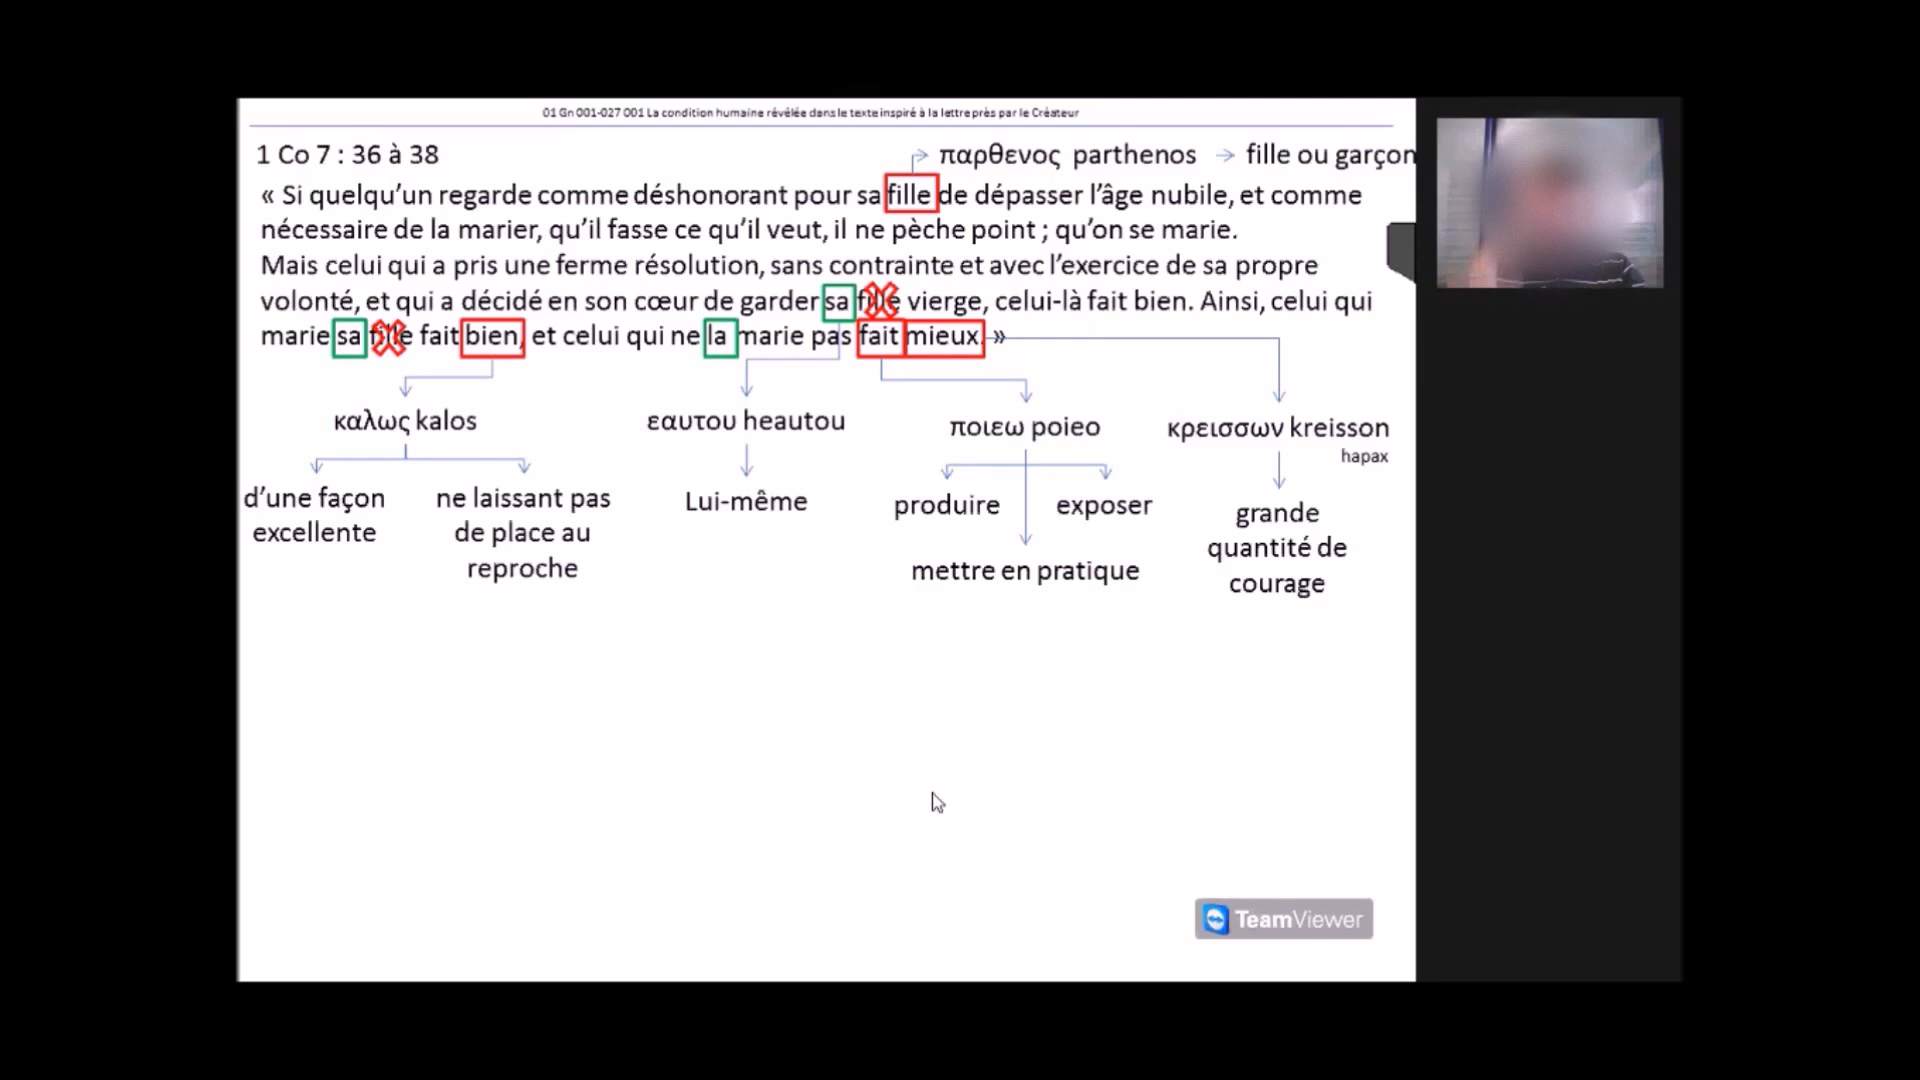 01 Gn 001-027 001 La condition humaine révélée dans le texte inspiré à la lettre près par le Créateur
1 Co 7 : 36 à 38
παρθενος parthenos → fille ou garçon
« Si quelqu’un regarde comme déshonorant pour sa fille de dépasser l’âge nubile, et comme
nécessaire de la marier, qu’il fasse ce qu’il veut, il ne pèche point ; qu’on se marie.
Mais celui qui a pris une ferme résolution, sans contrainte et avec l’exercice de sa propre
volonté, et qui a décidé en son cœur de garder sa fille vierge, celui-là fait bien. Ainsi, celui qui
marie sa fille fait bien, et celui qui ne la marie pas fait mieux. »
καλως kalos
εαυτου heautou
ποιεω poieo
κρεισσων kreisson
hapax
d’une façon
excellente
ne laissant pas
de place au
reproche
Lui-même
produire
exposer
mettre en pratique
grande
quantité de
courage
TeamViewer